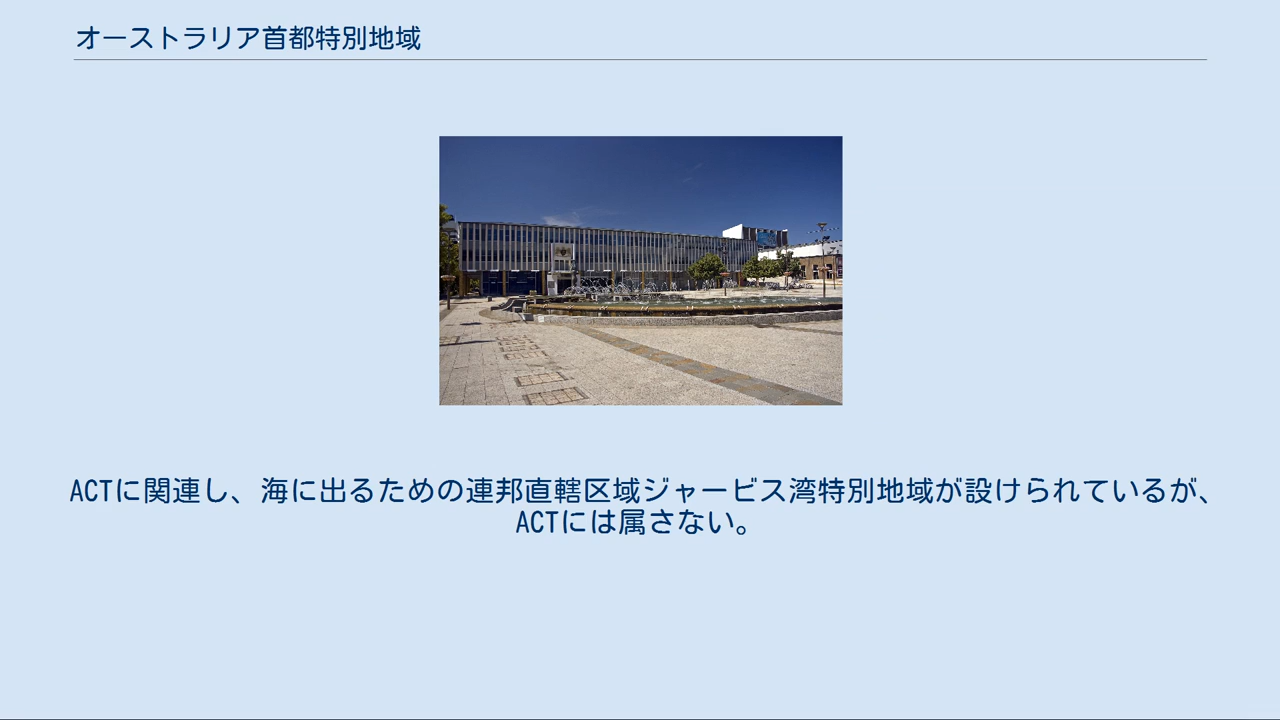 オーストラリア首都特別地域
ACTに関連し、海に出るための連邦直轄区域ジャービス湾特別地域が設けられているが、
ACTには属さない。